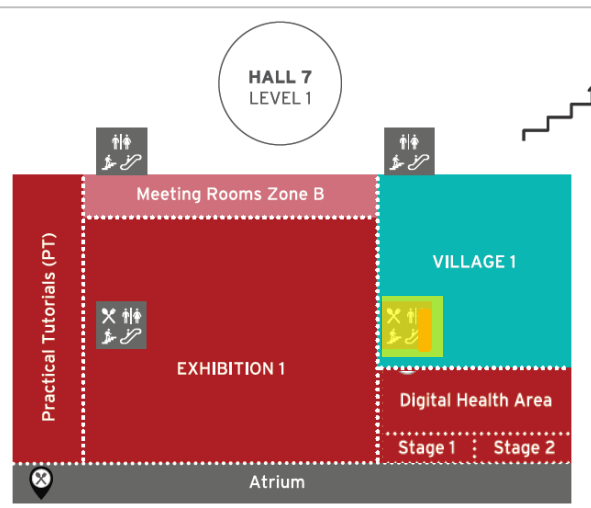 HALL 7
LEVEL 1
Meeting Rooms Zone B
Practical Tutorials (PT)
VILLAGE 1
EXHIBITION 1
Digital Health Area
Stage 1
Stage 2
Atrium